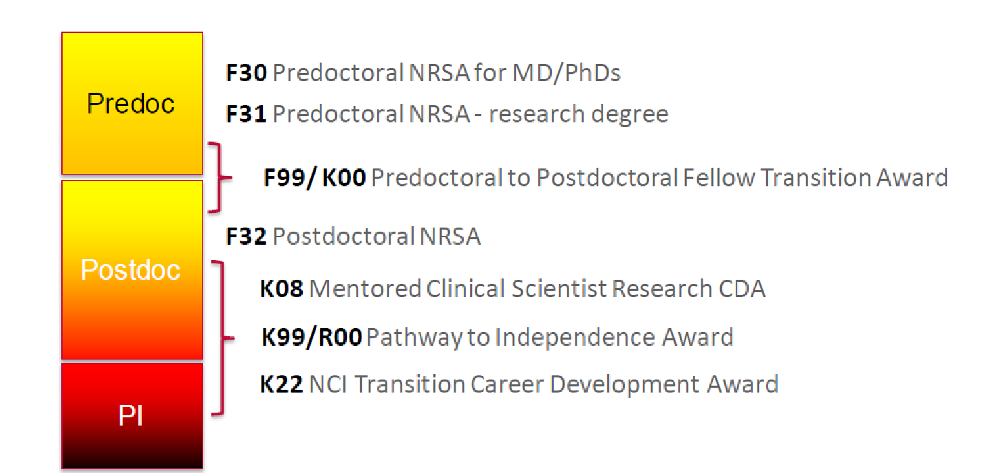 Predoc
F30 Predoctoral NRSA for MD/PhDs
F31 Predoctoral NRSA - research degree
F99/ K00 Predoctoral to Postdoctoral Fellow Transition Award
F32 Postdoctoral NRSA
Postdoc
K08 Mentored Clinical Scientist Research CDA
K99/R00 Pathway to Independence Award
K22 NCI Transition Career Development Award
PI